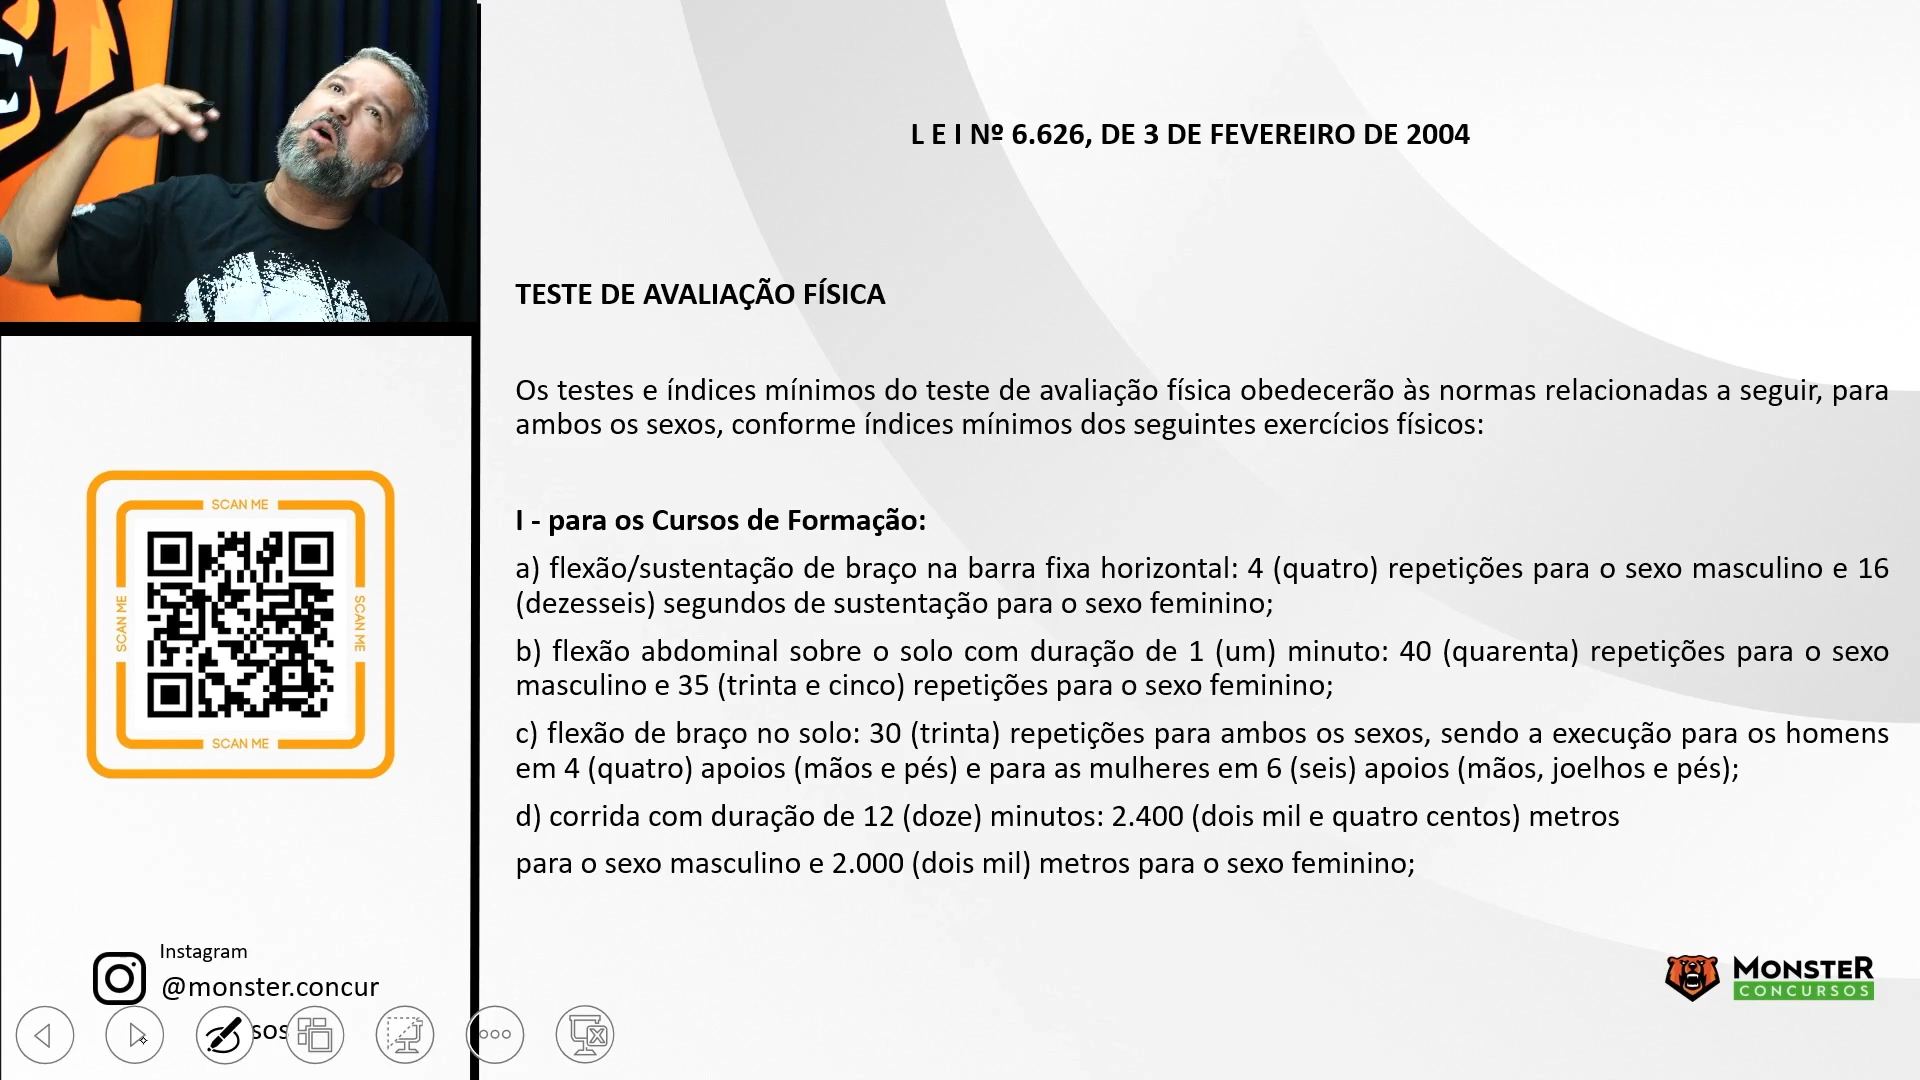 L E I Nº 6.626, DE 3 DE FEVEREIRO DE 2004
TESTE DE AVALIAÇÃO FÍSICA
Os testes e índices mínimos do teste de avaliação física obedecerão às normas relacionadas a seguir, para
ambos os sexos, conforme índices mínimos dos seguintes exercícios físicos:
I - para os Cursos de Formação:
a) flexão/sustentação de braço na barra fixa horizontal: 4 (quatro) repetições para o sexo masculino e 16
(dezesseis) segundos de sustentação para o sexo feminino;
b) flexão abdominal sobre o solo com duração de 1 (um) minuto: 40 (quarenta) repetições para o sexo
masculino e 35 (trinta e cinco) repetições para o sexo feminino;
c) flexão de braço no solo: 30 (trinta) repetições para ambos os sexos, sendo a execução para os homens
em 4 (quatro) apoios (mãos e pés) e para as mulheres em 6 (seis) apoios (mãos, joelhos e pés);
d) corrida com duração de 12 (doze) minutos: 2.400 (dois mil e quatro centos) metros
para o sexo masculino e 2.000 (dois mil) metros para o sexo feminino;
SCAN ME
SCAN ME
SCAN ME
SCAN ME
Instagram
@monster.concur
sos
MONSTER
CONCURSOS